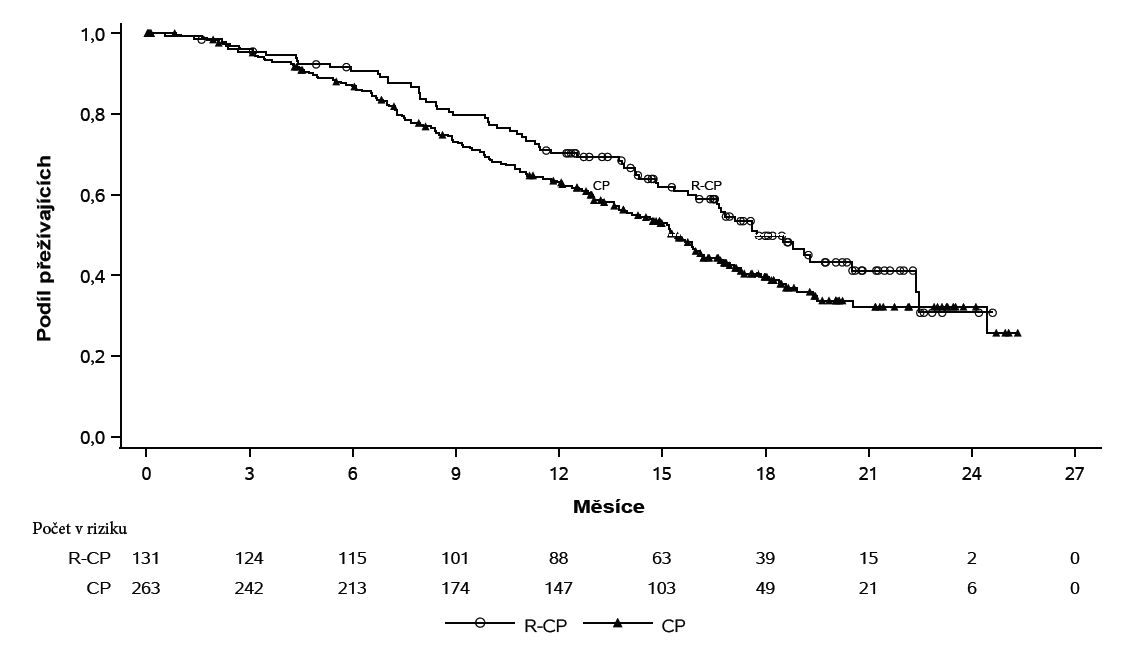 1,0
0,8
0,6
0,4
0,2
0,0
Podíl přežívajících
CP
R-CP
0 3 6 9 12 15 18 21 24 27
Měsíce
Počet v riziku
R-CP 131 124 115 101 88 63 39 15 2 0
CP 263 242 213 174 147 103 49 21 6 0
R-CP CP